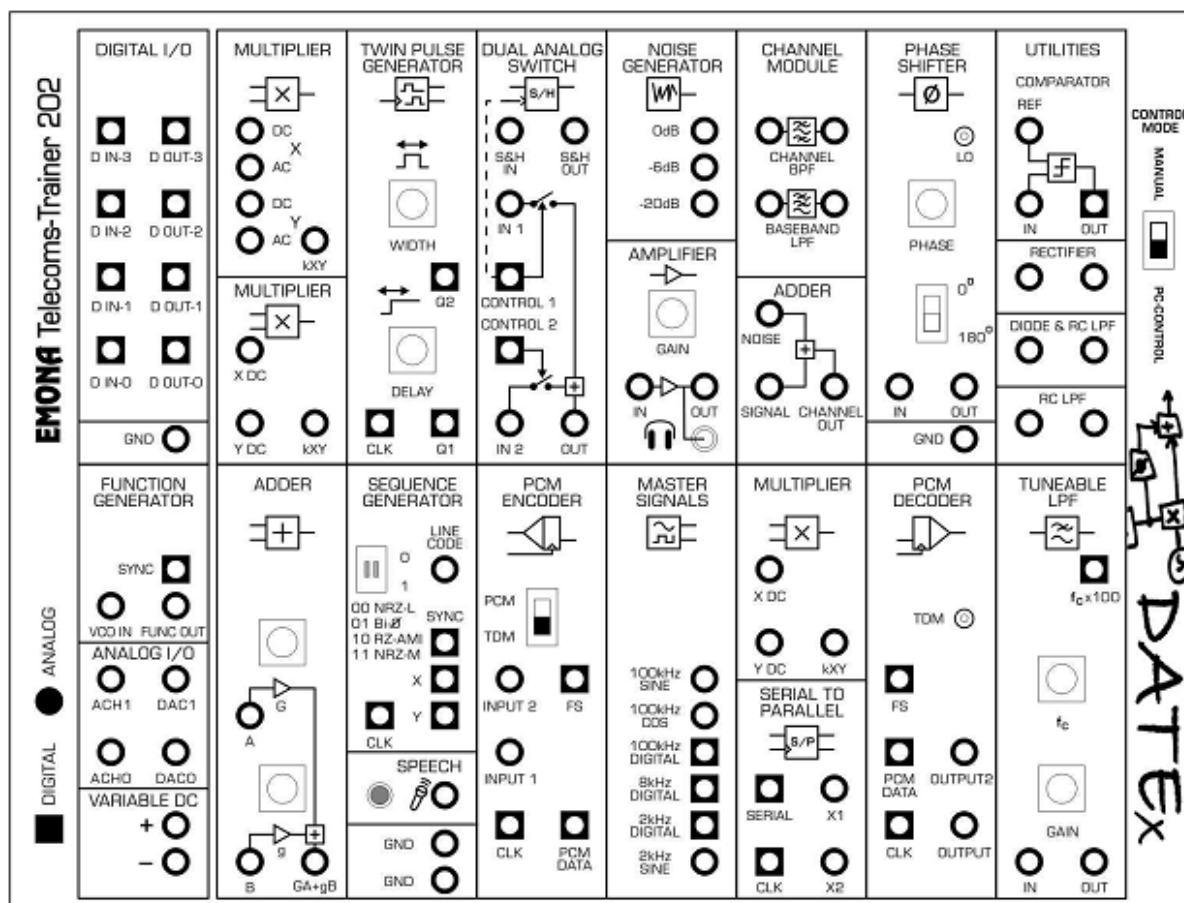 EMONA Telecoms-Trainer 202
DIGITAL
ANALOG
DIGITAL I/O
D IN-3
D OUT-3
D IN-2
D OUT-2
D IN-1
D OUT-1
D IN-0
D OUT-0
GND
FUNCTION
GENERATOR
SYNC
VCO IN
FUNC OUT
ANALOG I/O
ACH1
DAC1
ACH0
DAC0
VARIABLE DC
+
−
MULTIPLIER
X
DC
X
AC
DC
Y
AC
kXY
MULTIPLIER
X
X DC
Y DC
kXY
ADDER
+
G
A
g
+
B
GA+gB
TWIN PULSE
GENERATOR
WIDTH
Q2
DELAY
CLK
Q1
SEQUENCE
GENERATOR
LINE
CODE
O
1
OO NRZ-L
O1 Bi-Ø
1O RZ-AMI
11 NRZ-M
SYNC
X
Y
CLK
SPEECH
GND
GND
DUAL ANALOG
SWITCH
S/H
S&H
IN
S&H
OUT
IN 1
CONTROL 1
CONTROL 2
+
IN 2
OUT
PCM
ENCODER
PCM
TDM
INPUT 2
FS
INPUT 1
CLK
PCM
DATA
NOISE
GENERATOR
0dB
-6dB
-20dB
AMPLIFIER
GAIN
IN
OUT
MASTER
SIGNALS
100kHz
SINE
100kHz
COS
100kHz
DIGITAL
8kHz
DIGITAL
2kHz
DIGITAL
2kHz
SINE
CHANNEL
MODULE
CHANNEL
BPF
BASEBAND
LPF
ADDER
NOISE
+
SIGNAL
CHANNEL
OUT
MULTIPLIER
X
X DC
Y DC
kXY
SERIAL TO
PARALLEL
S/P
SERIAL
X1
CLK
X2
PHASE
SHIFTER
Ø
LO
PHASE
0°
180°
IN
OUT
GND
PCM
DECODER
TDM
FS
PCM
DATA
OUTPUT2
CLK
OUTPUT
UTILITIES
COMPARATOR
REF
IN
OUT
RECTIFIER
DIODE & RC LPF
RC LPF
TUNEABLE
LPF
fc x100
fc
GAIN
IN
OUT
CONTROL
MODE
MANUAL
PC-CONTROL
+
Ø
X
DATEx